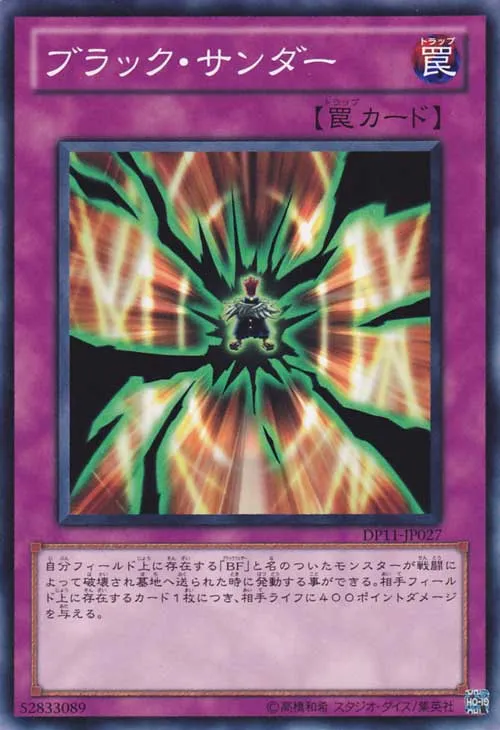 ブラック・サンダー
トラップ
罠
トラップ
【罠カード】
DP11-JP027
自分フィールド上に存在する「BF」と名のついたモンスターが戦闘に
よって破壊され墓地へ送られた時に発動する事ができる。相手フィール
ド上に存在するカード1枚につき、相手ライフに400ポイントダメージ
を与える。
52833089
©高橋和希 スタジオ・ダイス/集英社